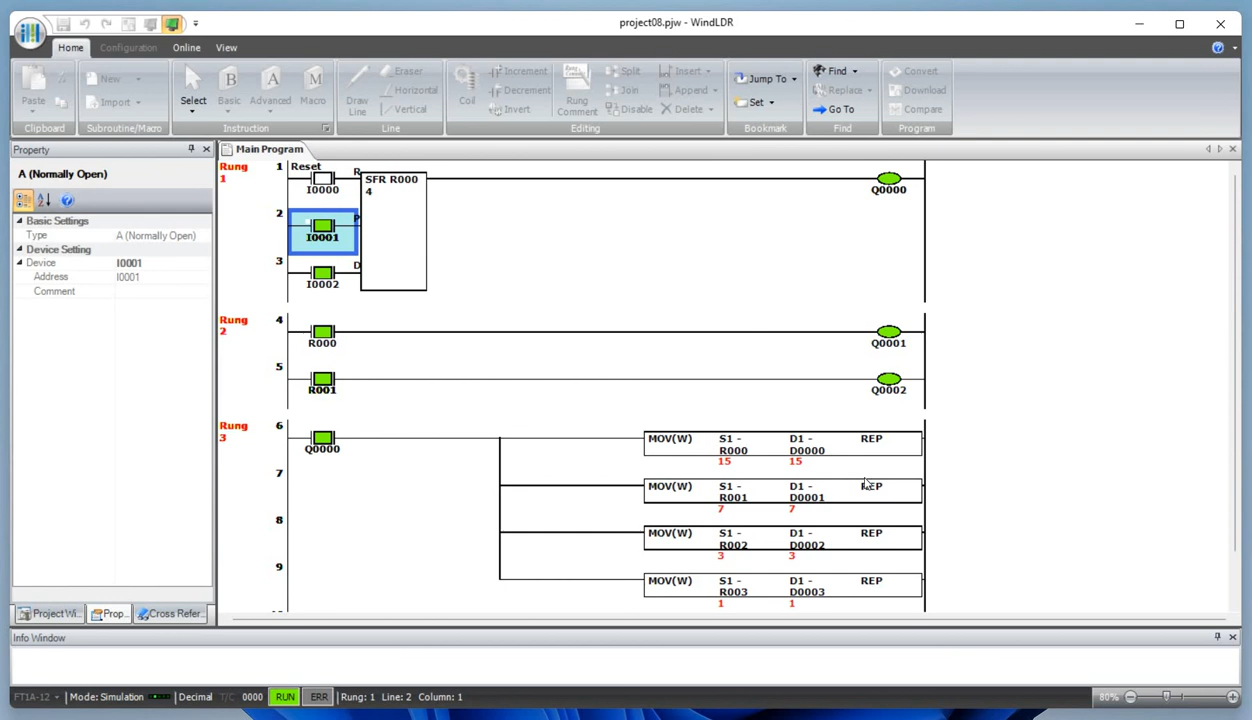 project08.pjw - WindLDR
Home Configuration Online View
Paste New Import Select Basic Advanced Macro Draw Line Eraser Horizontal Vertical Coil Increment Decrement Invert Rung Comment Split Join Disable Insert Append Delete Jump To Set Find Replace Go To Convert Download Compare
B A M
Clipboard Subroutine/Macro Instruction Line Editing Bookmark Find Program
Property
Main Program
A (Normally Open)
Basic Settings
Type A (Normally Open)
Device Setting
Device I0001
Address I0001
Comment
Rung 1
1 Reset
I0000 R
SFR R000
4
Q0000
2
I0001 P
3
I0002 D
Rung 2
4
R000 Q0001
5
R001 Q0002
Rung 3
6
Q0000
MOV(W) S1 - D1 - REP
R000 D0000
15 15
7
MOV(W) S1 - D1 - REP
R001 D0001
7 7
8
MOV(W) S1 - D1 - REP
R002 D0002
3 3
9
MOV(W) S1 - D1 - REP
R003 D0003
1 1
Project Wi... Prop... Cross Refer...
Info Window
FT1A-12 Mode: Simulation Decimal T/C 0000 RUN ERR Rung: 1 Line: 2 Column: 1 80%